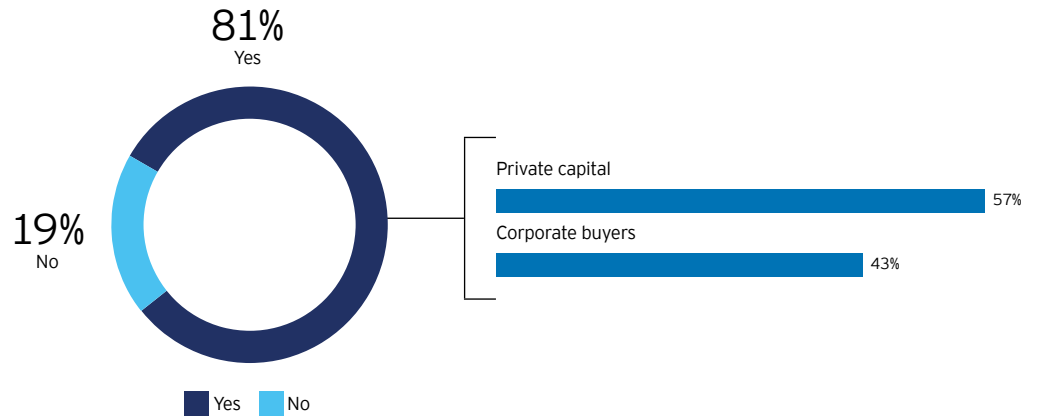 81%
Yes
19%
No
Private capital
57%
Corporate buyers
43%
Yes
No